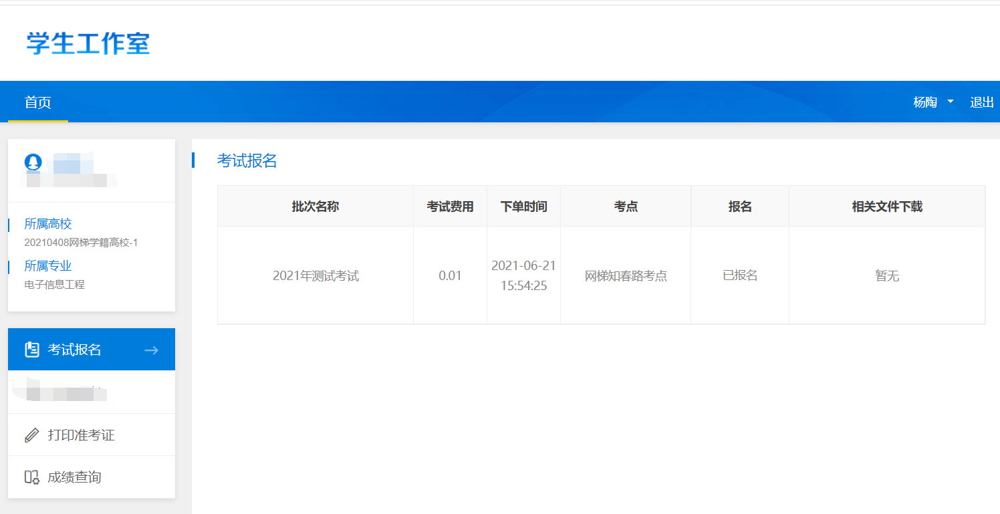 学生工作室
首页
杨陶
退出
所属高校
20210408网梯学籍高校-1
所属专业
电子信息工程
考试报名
打印准考证
成绩查询
考试报名
批次名称 考试费用 下单时间 考点 报名 相关文件下载
2021年测试考试 0.01 2021-06-21 15:54:25 网梯知春路考点 已报名 暂无